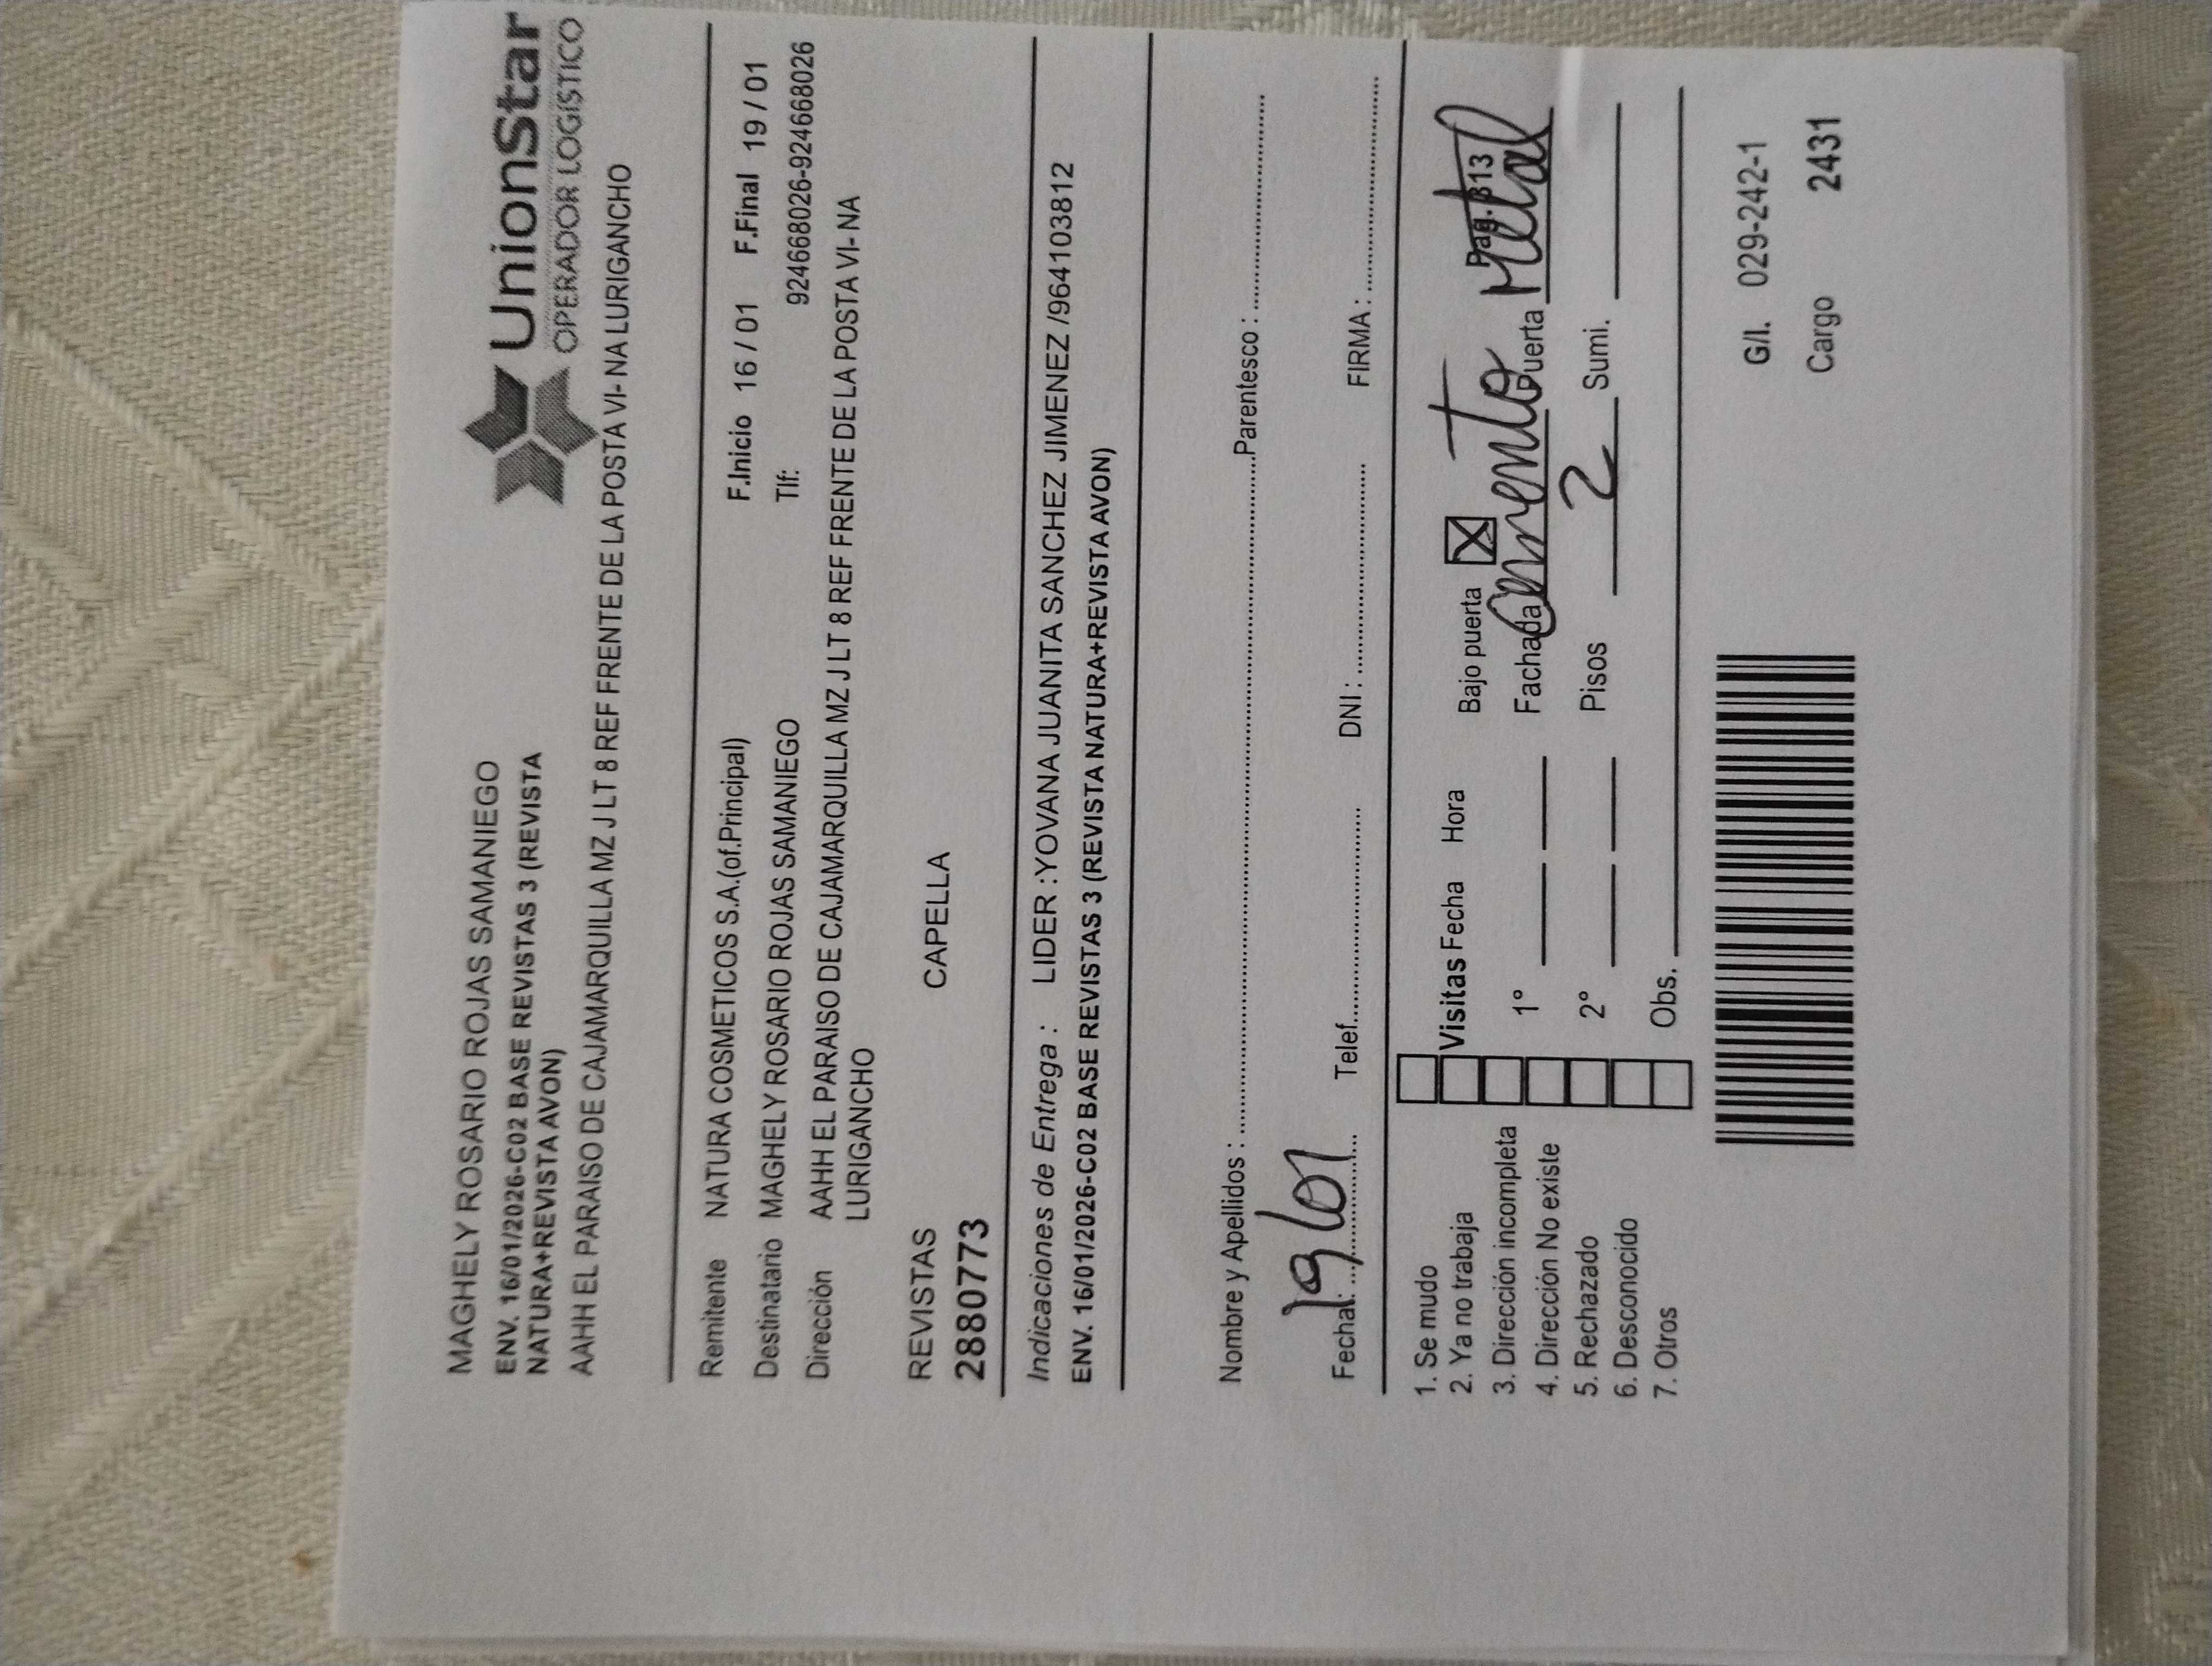 MAGHELY ROSARIO ROJAS SAMANIEGO
ENV. 16/01/2026-C02 BASE REVISTAS 3 (REVISTA
NATURA+REVISTA AVON)
AAHH EL PARAISO DE CAJAMARQUILLA MZ J LT 8 REF FRENTE DE LA POSTA VI- NA LURIGANCHO
UnionStar
OPERADOR LOGÍSTICO
Remitente NATURA COSMETICOS S.A.(of.Principal) F.Inicio 16 / 01 F.Final 19 / 01
Destinatario MAGHELY ROSARIO ROJAS SAMANIEGO Tlf: 924668026-924668026
Dirección AAHH EL PARAISO DE CAJAMARQUILLA MZ J LT 8 REF FRENTE DE LA POSTA VI- NA
LURIGANCHO
REVISTAS CAPELLA
2880773
Indicaciones de Entrega : LIDER :YOVANA JUANITA SANCHEZ JIMENEZ /964103812
ENV. 16/01/2026-C02 BASE REVISTAS 3 (REVISTA NATURA+REVISTA AVON)
Nombre y Apellidos : Parentesco :
Fecha: 19/01 Telef. DNI : FIRMA :
1. Se mudo
2. Ya no trabaja
3. Dirección incompleta
4. Dirección No existe
5. Rechazado
6. Desconocido
7. Otros
Visitas Fecha Hora Bajo puerta X Pag. 813
1° Fachada Cemento Puerta Metal
2° Pisos 2 Sumi.
Obs.
G/I. 029-242-1
Cargo 2431